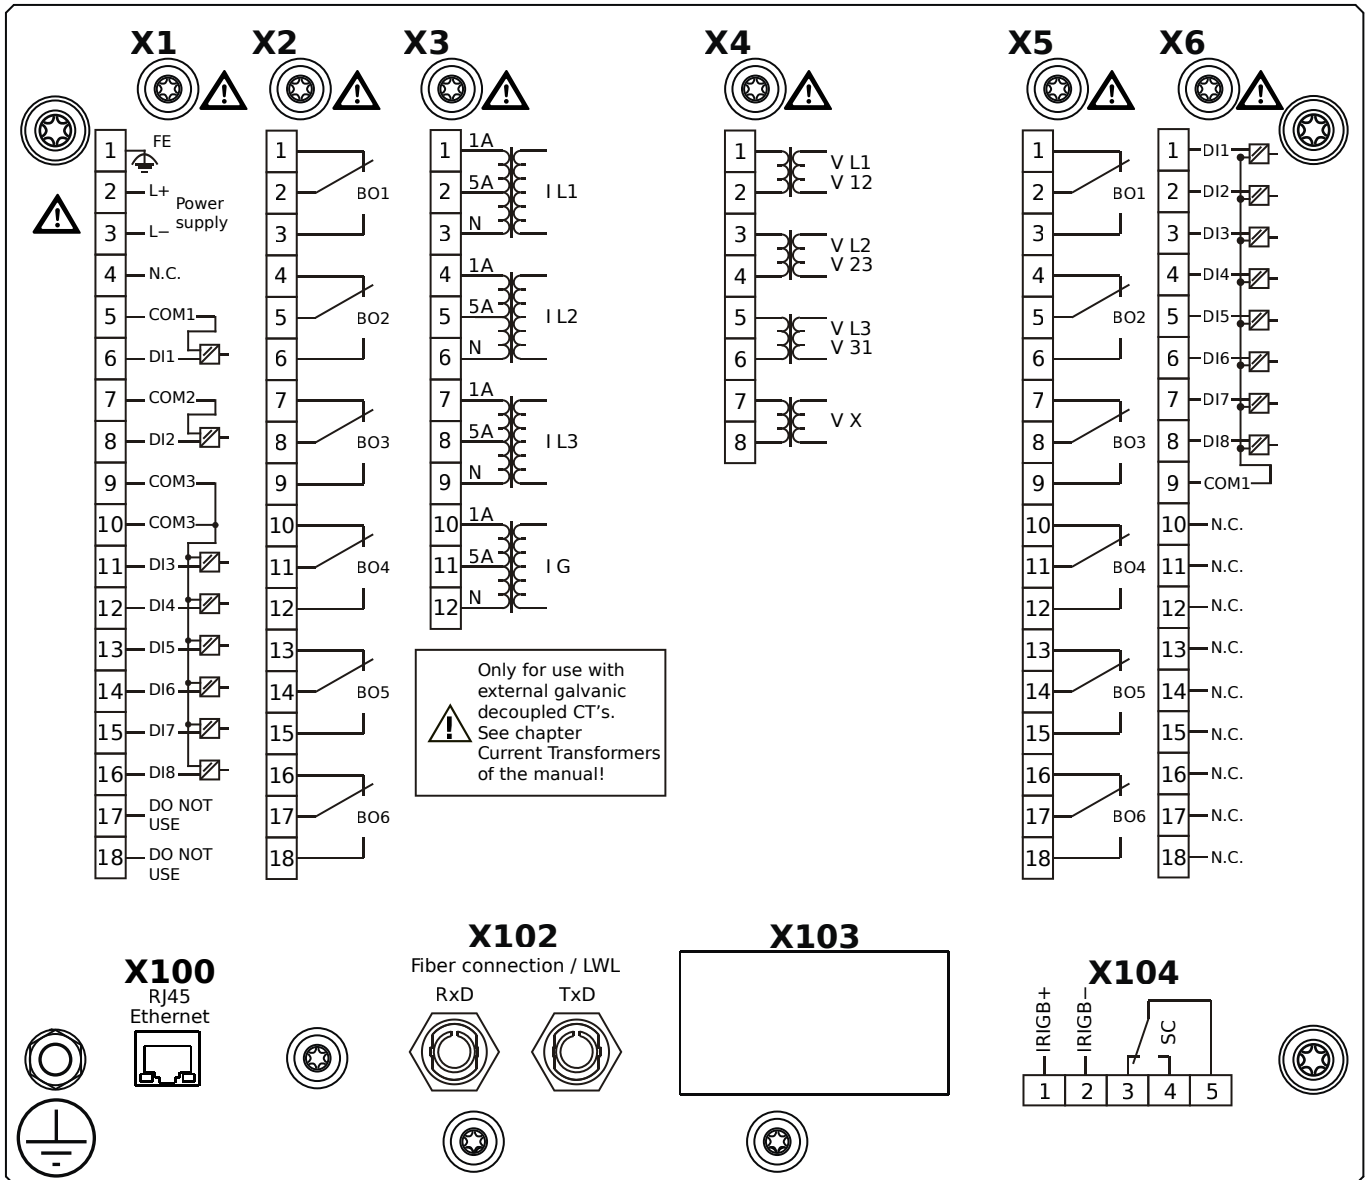 X1
X2
X3
X4
X5
X6
1 FE
2 L+
Power
supply
3 L−
4 N.C.
5 COM1
6 DI1
7 COM2
8 DI2
9 COM3
10 COM3
11 DI3
12 DI4
13 DI5
14 DI6
15 DI7
16 DI8
17 DO NOT
USE
18 DO NOT
USE
1
2 BO1
3
4
5 BO2
6
7
8 BO3
9
10
11 BO4
12
13
14 BO5
15
16
17 BO6
18
1 1A
2 5A I L1
3 N
4 1A
5 5A I L2
6 N
7 1A
8 5A I L3
9 N
10 1A
11 5A I G
12 N
Only for use with
external galvanic
decoupled CT's.
See chapter
Current Transformers
of the manual!
1 V L1
2 V 12
3 V L2
4 V 23
5 V L3
6 V 31
7 V X
8
1
2 BO1
3
4
5 BO2
6
7
8 BO3
9
10
11 BO4
12
13
14 BO5
15
16
17 BO6
18
1 DI1
2 DI2
3 DI3
4 DI4
5 DI5
6 DI6
7 DI7
8 DI8
9 COM1
10 N.C.
11 N.C.
12 N.C.
13 N.C.
14 N.C.
15 N.C.
16 N.C.
17 N.C.
18 N.C.
X100
RJ45
Ethernet
X102
Fiber connection / LWL
RxD TxD
X103
X104
IRIGB+
IRIGB−
SC
1 2 3 4 5